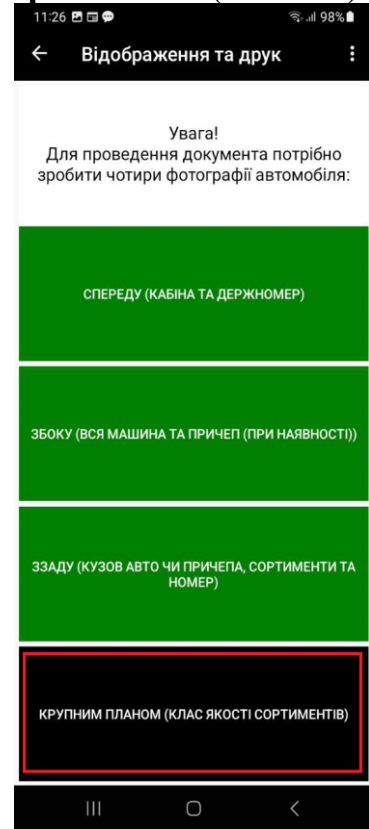 11:26 98%
Відображення та друк
Увага!
Для проведення документа потрібно
зробити чотири фотографії автомобіля:
СПЕРЕДУ (КАБІНА ТА ДЕРЖНОМЕР)
ЗБОКУ (ВСЯ МАШИНА ТА ПРИЧЕП (ПРИ НАЯВНОСТІ))
ЗЗАДУ (КУЗОВ АВТО ЧИ ПРИЧЕПА, СОРТИМЕНТИ ТА
НОМЕР)
КРУПНИМ ПЛАНОМ (КЛАС ЯКОСТІ СОРТИМЕНТІВ)